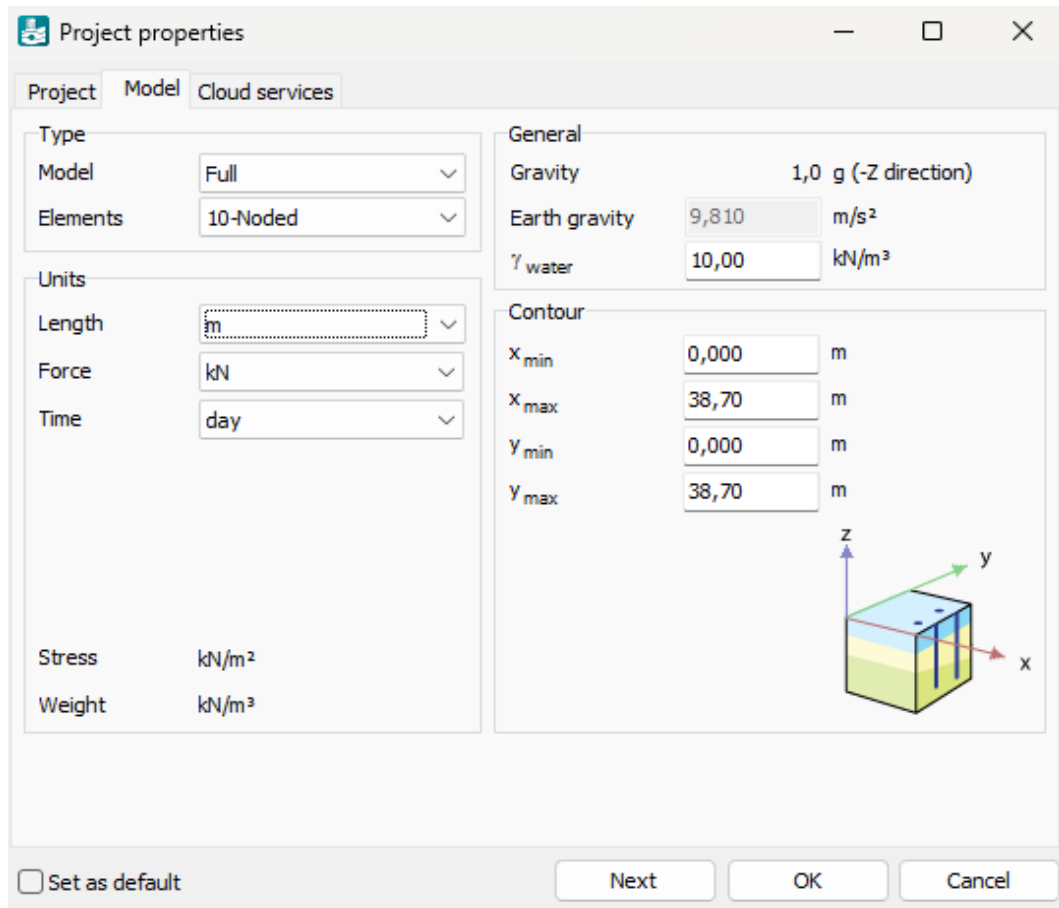 Project properties
Project Model Cloud services
Type
Model Full
Elements 10-Noded
Units
Length m
Force kN
Time day
Stress kN/m²
Weight kN/m³
General
Gravity 1,0 g (-Z direction)
Earth gravity 9,810 m/s²
γ water 10,00 kN/m³
Contour
x min 0,000 m
x max 38,70 m
y min 0,000 m
y max 38,70 m
z
y
x
Set as default Next OK Cancel